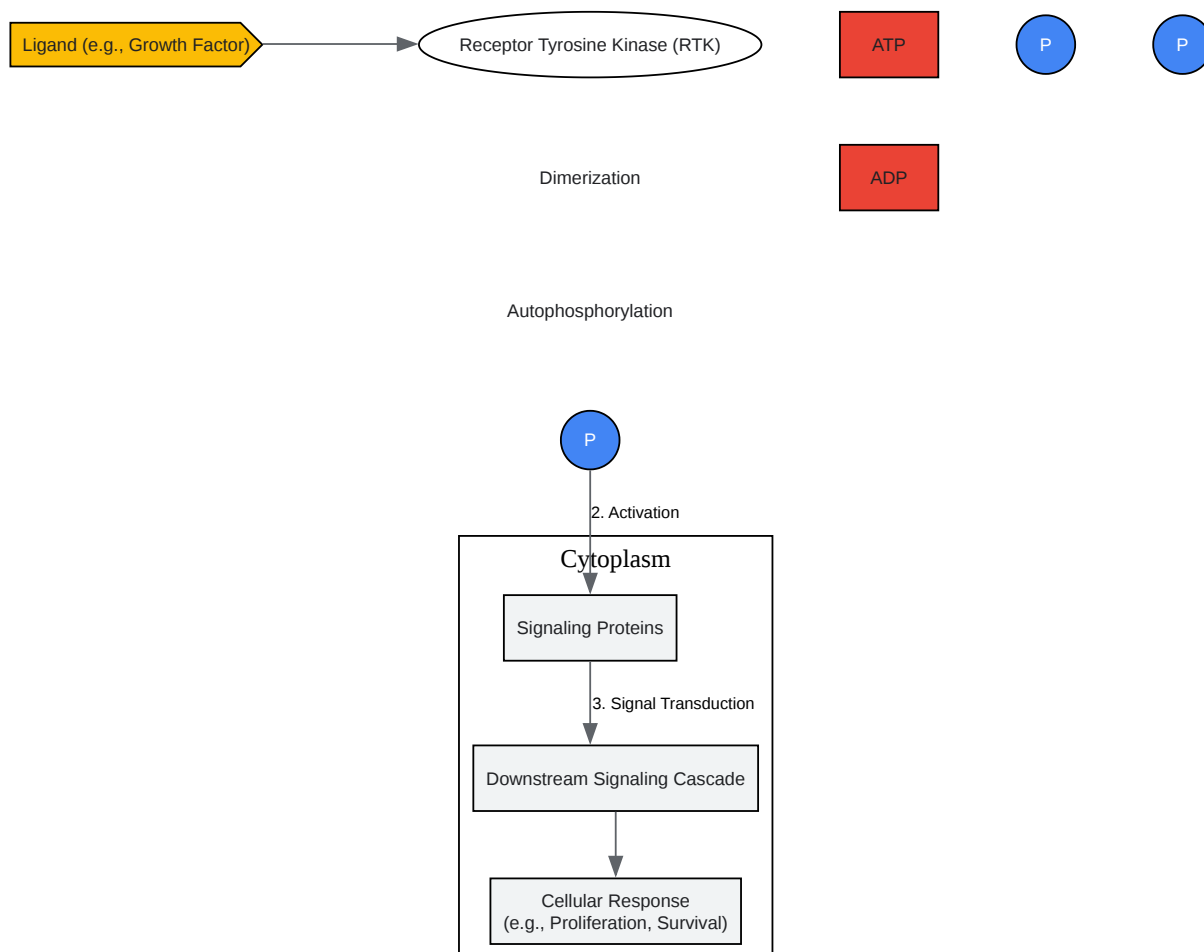 Ligand (e.g., Growth Factor)
Receptor Tyrosine Kinase (RTK)
ATP
P
P
Dimerization
ADP
Autophosphorylation
P
2. Activation
Cytoplasm
Signaling Proteins
3. Signal Transduction
Downstream Signaling Cascade
Cellular Response
(e.g., Proliferation, Survival)